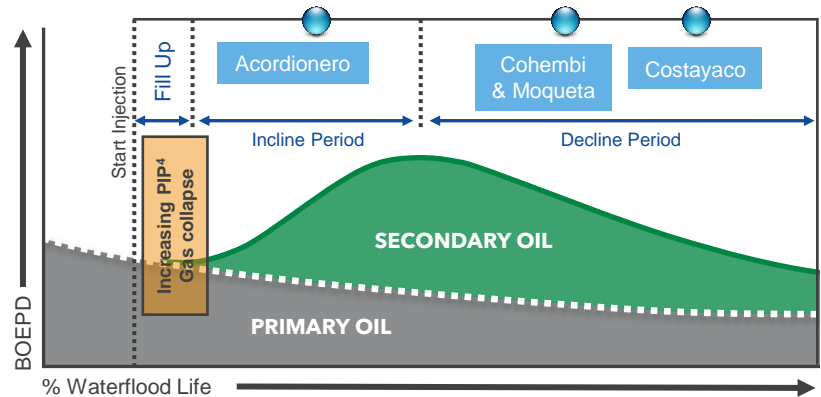 Acordionero
Cohembi
& Moqueta
Costayaco
Fill Up
Start Injection
Incline Period
Decline Period
Increasing PIP⁴
Gas collapse
SECONDARY OIL
PRIMARY OIL
BOEPD
% Waterflood Life